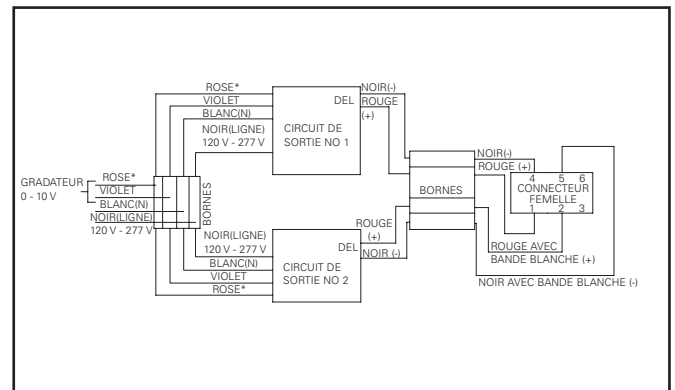 ROSE*
VIOLET
BLANC(N)
NOIR(LIGNE)
120 V - 277 V
DEL
CIRCUIT DE
SORTIE NO 1
NOIR(-)
ROUGE
(+)
GRADATEUR
0 - 10 V
ROSE*
VIOLET
BLANC(N)
NOIR(LIGNE)
120 V - 277 V
BORNES
BORNES
NOIR(-)
ROUGE (+)
4 5 6
CONNECTEUR
FEMELLE
1 2 3
NOIR(LIGNE)
120 V - 277 V
BLANC(N)
VIOLET
ROSE*
DEL
CIRCUIT DE
SORTIE NO 2
ROUGE
(+)
NOIR (-)
ROUGE AVEC
BANDE BLANCHE (+)
NOIR AVEC BANDE BLANCHE (-)